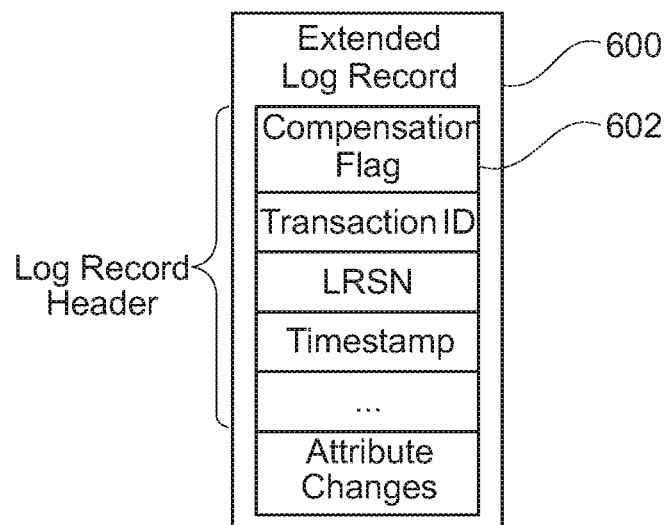 Extended
Log Record
600
Compensation
Flag
602
Transaction ID
Log Record
Header
LRSN
Timestamp
...
Attribute
Changes